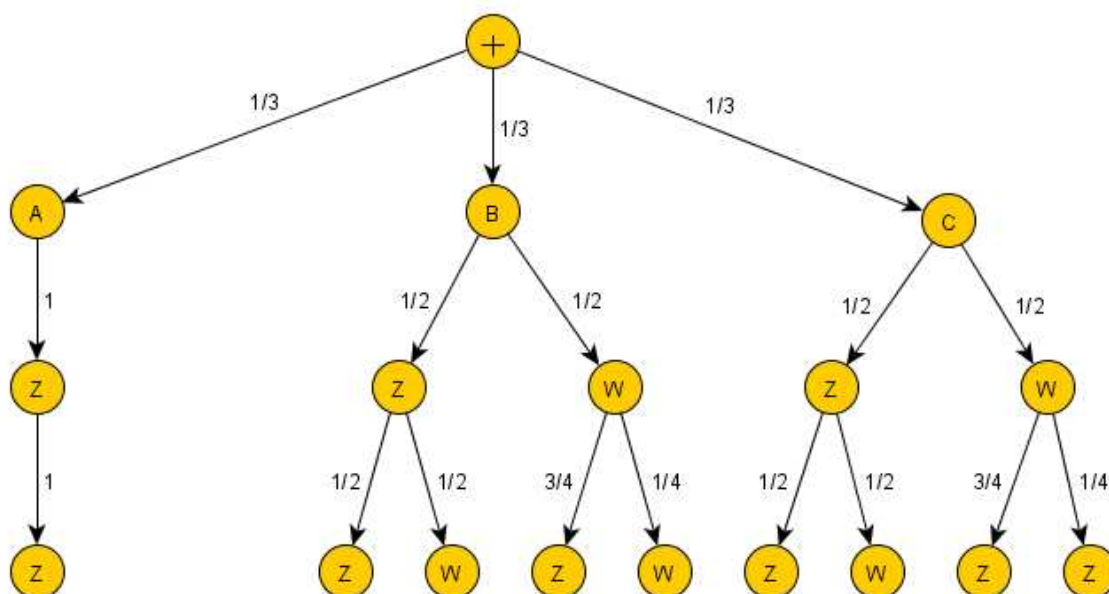 +
1/3 1/3 1/3
A B C
1 1/2 1/2 1/2 1/2
Z Z W Z W
1 1/2 1/2 3/4 1/4 1/2 1/2 3/4 1/4
Z Z W Z W Z W Z Z